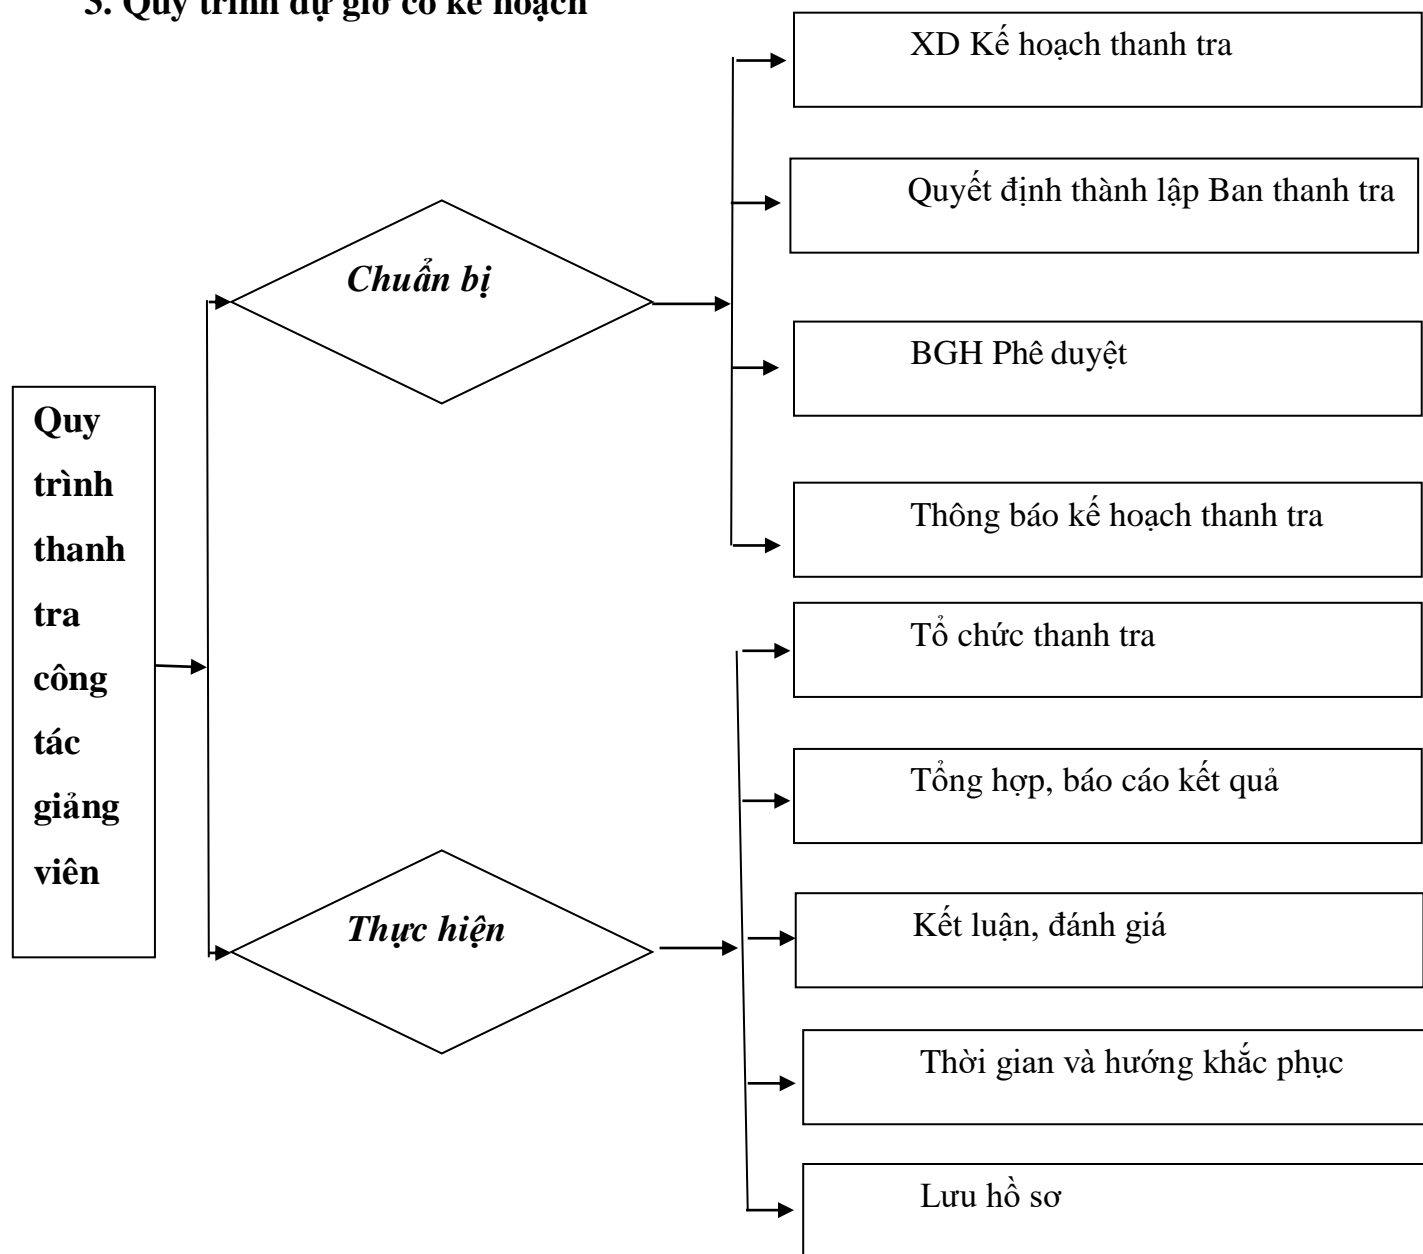 3. Quy trình dự giờ có kế hoạch
XD Kế hoạch thanh tra
Quyết định thành lập Ban thanh tra
Chuẩn bị
BGH Phê duyệt
Quy
trình
thanh
tra
công
tác
giảng
viên
Thông báo kế hoạch thanh tra
Tổ chức thanh tra
Tổng hợp, báo cáo kết quả
Thực hiện
Kết luận, đánh giá
Thời gian và hướng khắc phục
Lưu hồ sơ